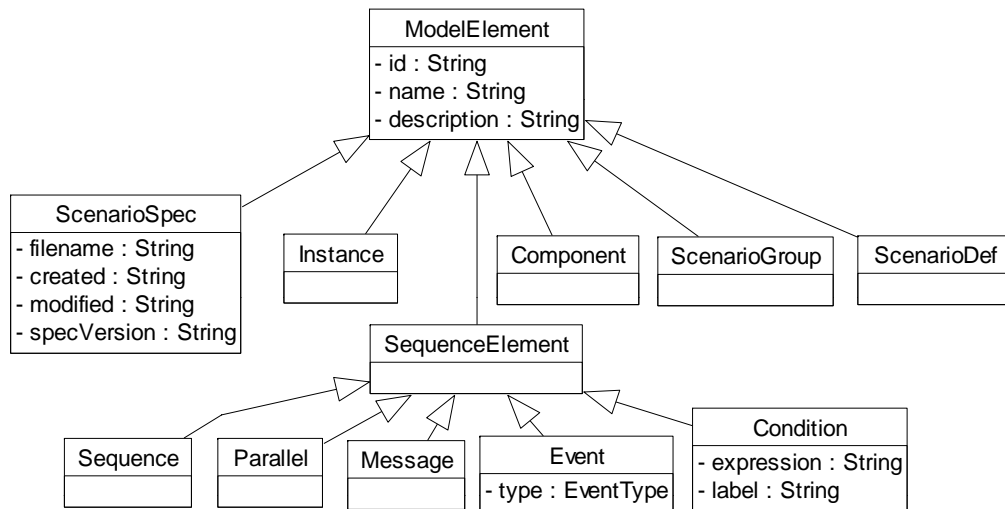 ModelElement
- id : String
- name : String
- description : String
ScenarioSpec
- filename : String
- created : String
- modified : String
- specVersion : String
Instance
Component
ScenarioGroup
ScenarioDef
SequenceElement
Sequence
Parallel
Message
Event
- type : EventType
Condition
- expression : String
- label : String